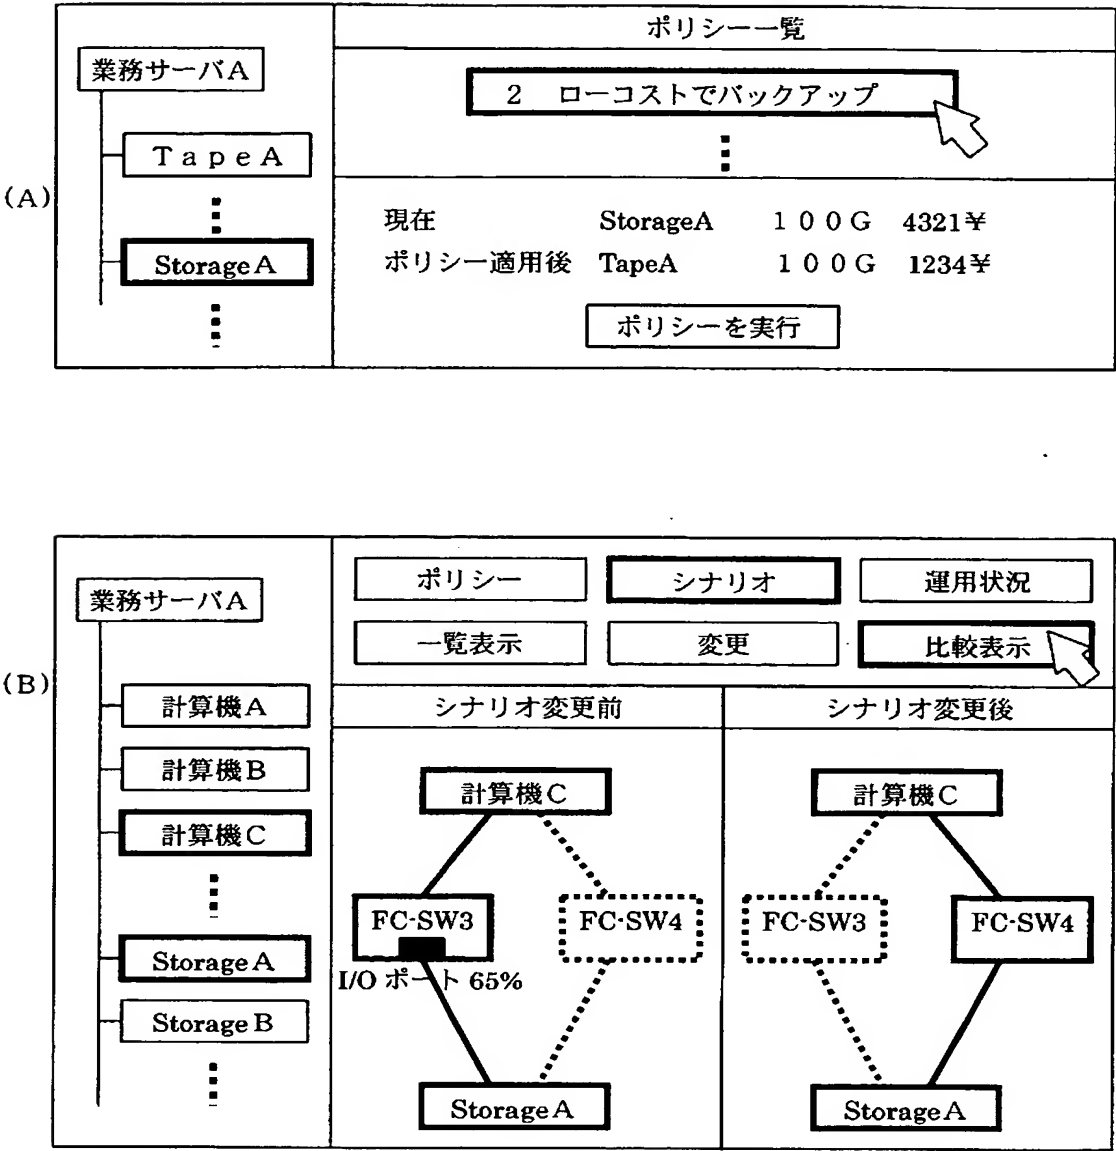 (A)
業務サーバA
TapeA
StorageA
ポリシー一覧
2 ローコストでバックアップ
現在 StorageA 100G 4321¥
ポリシー適用後 TapeA 100G 1234¥
ポリシーを実行
(B)
業務サーバA
計算機A
計算機B
計算機C
StorageA
StorageB
ポリシー シナリオ 運用状況
一覧表示 変更 比較表示
シナリオ変更前 シナリオ変更後
計算機C 計算機C
FC-SW3 FC-SW4 FC-SW3 FC-SW4
I/O ポート 65%
StorageA StorageA